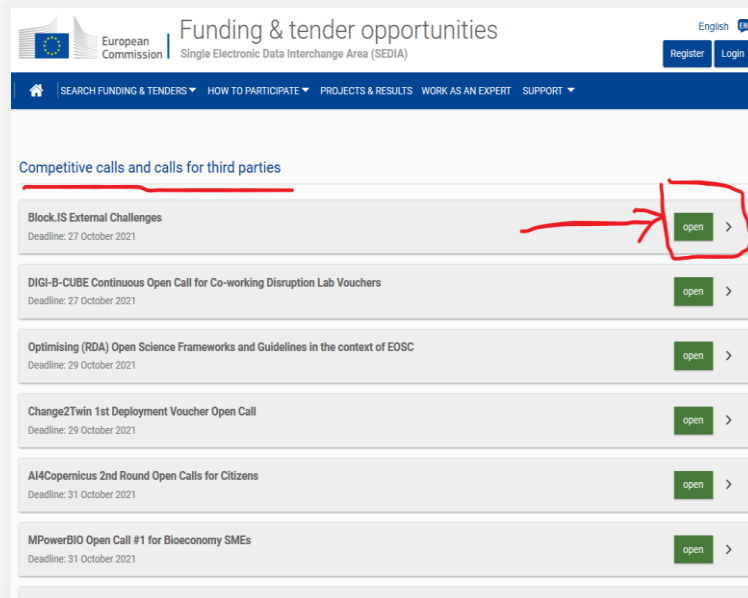 European
Commission
Funding & tender opportunities
Single Electronic Data Interchange Area (SEDIA)
English EN
Register Login
SEARCH FUNDING & TENDERS HOW TO PARTICIPATE PROJECTS & RESULTS WORK AS AN EXPERT SUPPORT
Competitive calls and calls for third parties
Block.IS External Challenges
Deadline: 27 October 2021
open
DIGI-B-CUBE Continuous Open Call for Co-working Disruption Lab Vouchers
Deadline: 27 October 2021
open
Optimising (RDA) Open Science Frameworks and Guidelines in the context of EOSC
Deadline: 29 October 2021
open
Change2Twin 1st Deployment Voucher Open Call
Deadline: 29 October 2021
open
AI4Copernicus 2nd Round Open Calls for Citizens
Deadline: 31 October 2021
open
MPowerBIO Open Call #1 for Bioeconomy SMEs
Deadline: 31 October 2021
open